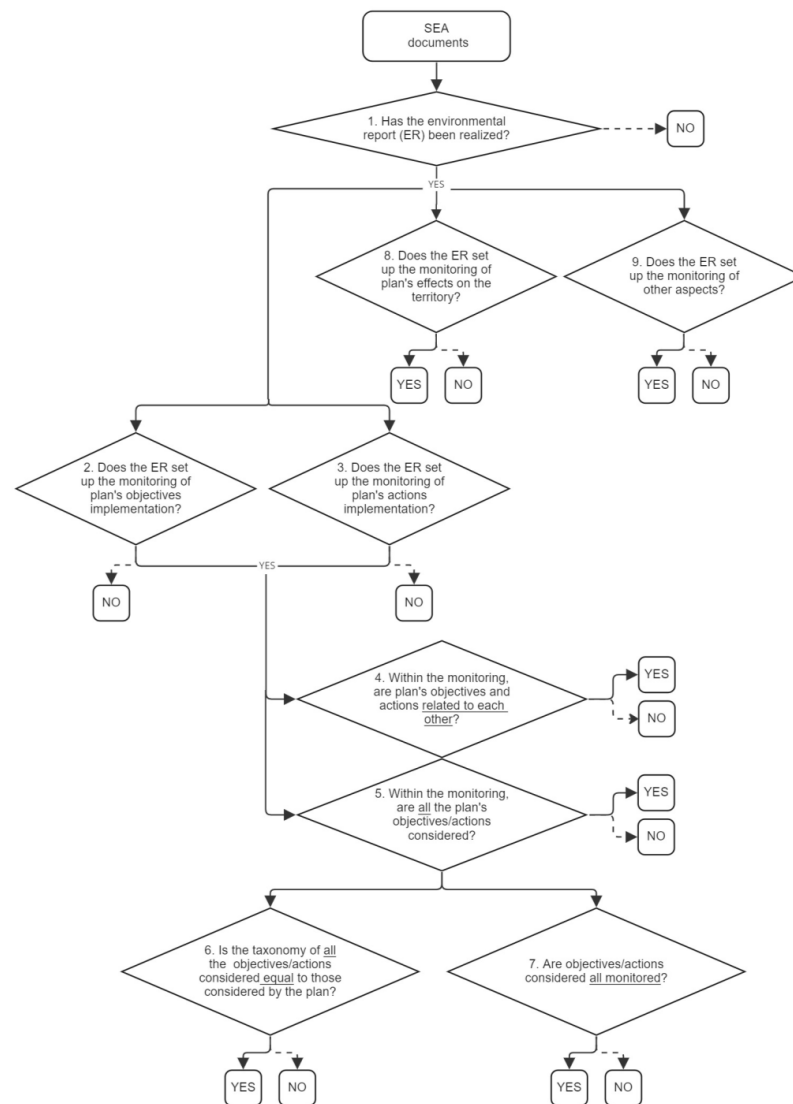 SEA
documents
1. Has the environmental
report (ER) been realized?
NO
YES
8. Does the ER set
up the monitoring of
plan's effects on the
territory?
9. Does the ER set
up the monitoring of
other aspects?
YES
NO
YES
NO
2. Does the ER set
up the monitoring of
plan's objectives
implementation?
3. Does the ER set
up the monitoring of
plan's actions
implementation?
YES
NO
NO
4. Within the monitoring,
are plan's objectives and
actions related to each
other?
YES
NO
5. Within the monitoring,
are all the plan's
objectives/actions
considered?
YES
NO
6. Is the taxonomy of all
the objectives/actions
considered equal to those
considered by the plan?
7. Are objectives/actions
considered all monitored?
YES
NO
YES
NO